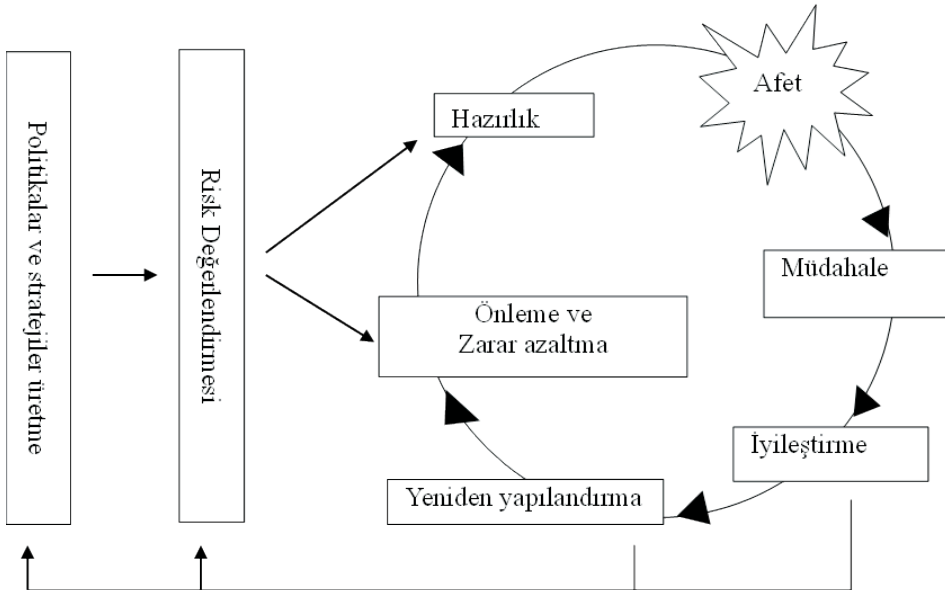 Politikalar ve stratejiler üretme
Risk Değerlendirmesi
Hazırlık
Afet
Müdahale
Önleme ve
Zarar azaltma
İyileştirme
Yeniden yapılandırma